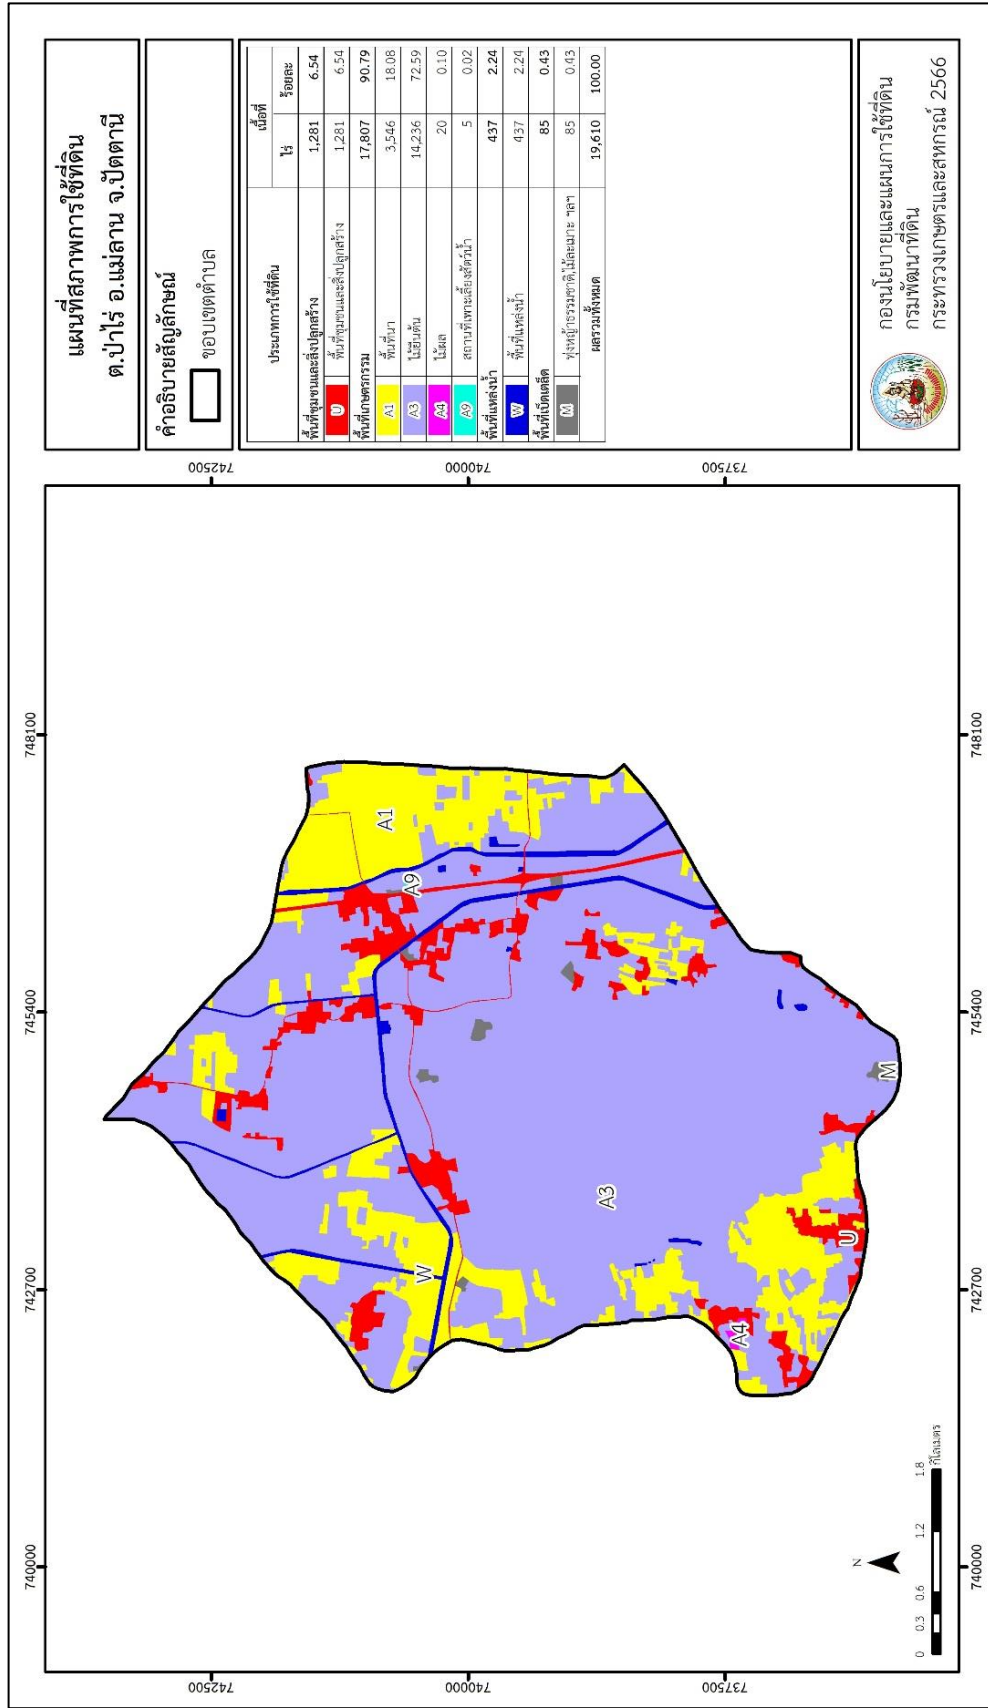 แผนที่สภาพการใช้ที่ดิน
ต.ป่าไร่ อ.แม่ลาน จ.ปัตตานี
คำอธิบายสัญลักษณ์
ขอบเขตตำบล
ประเภทการใช้ที่ดิน เนื้อที่
ไร่ ร้อยละ
พื้นที่ชุมชนและสิ่งปลูกสร้าง 1,281 6.54
U พื้นที่ชุมชนและสิ่งปลูกสร้าง 1,281 6.54
พื้นที่เกษตรกรรม 17,807 90.79
A1 พื้นที่นา 3,546 18.08
A3 ไม้ยืนต้น 14,236 72.59
A4 ไม้ผล 20 0.10
A9 สถานที่เพาะเลี้ยงสัตว์น้ำ 5 0.02
พื้นที่แหล่งน้ำ 437 2.24
W พื้นที่แหล่งน้ำ 437 2.24
พื้นที่เบ็ดเตล็ด 85 0.43
M ทุ่งหญ้าธรรมชาติ,ไม้ละเมาะ ฯลฯ 85 0.43
ผลรวมทั้งหมด 19,610 100.00
กองนโยบายและแผนการใช้ที่ดิน
กรมพัฒนาที่ดิน
กระทรวงเกษตรและสหกรณ์ 2566
740000 742700 745400 748100
742500 742500
740000 740000
737500 737500
A1
A9
W
A3
A4
U
M
740000 742700 745400 748100
N
0 0.3 0.6 1.2 1.8
กิโลเมตร